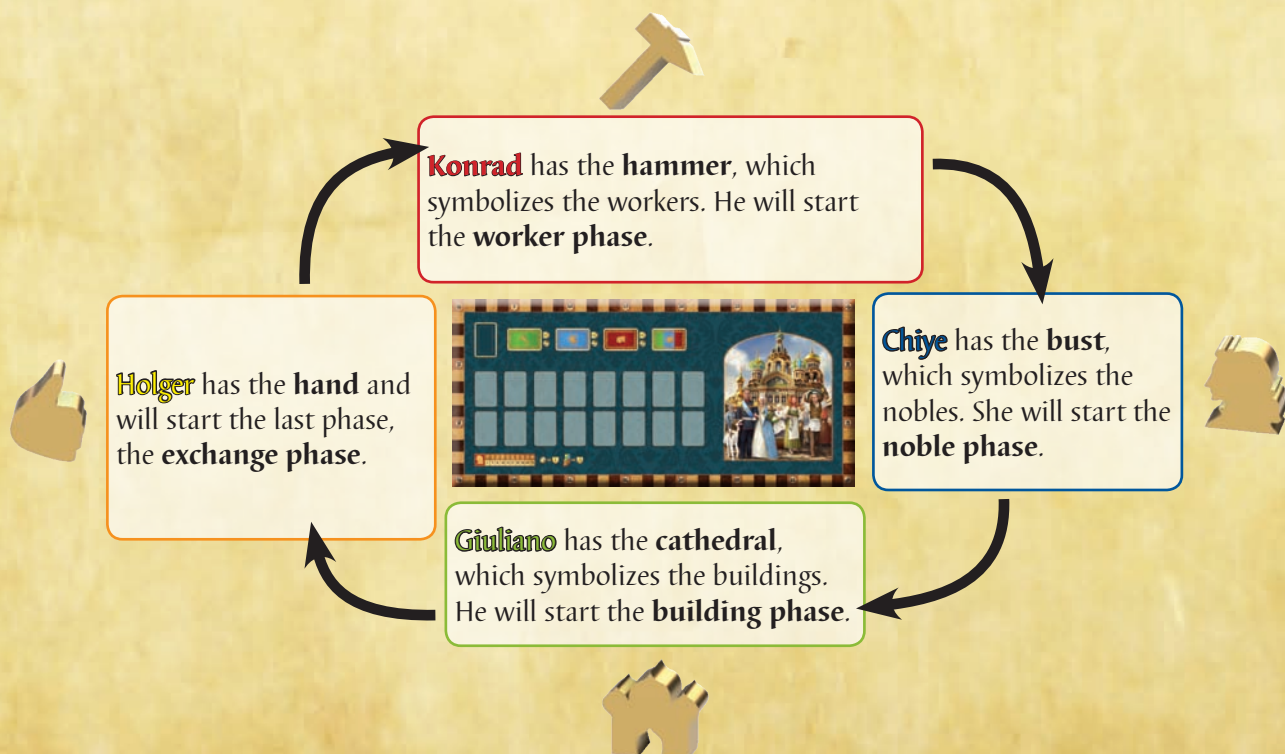 Konrad has the hammer, which
symbolizes the workers. He will start
the worker phase.
Chiye has the bust,
which symbolizes the
nobles. She will start the
noble phase.
Giuliano has the cathedral,
which symbolizes the buildings.
He will start the building phase.
Holger has the hand and
will start the last phase,
the exchange phase.